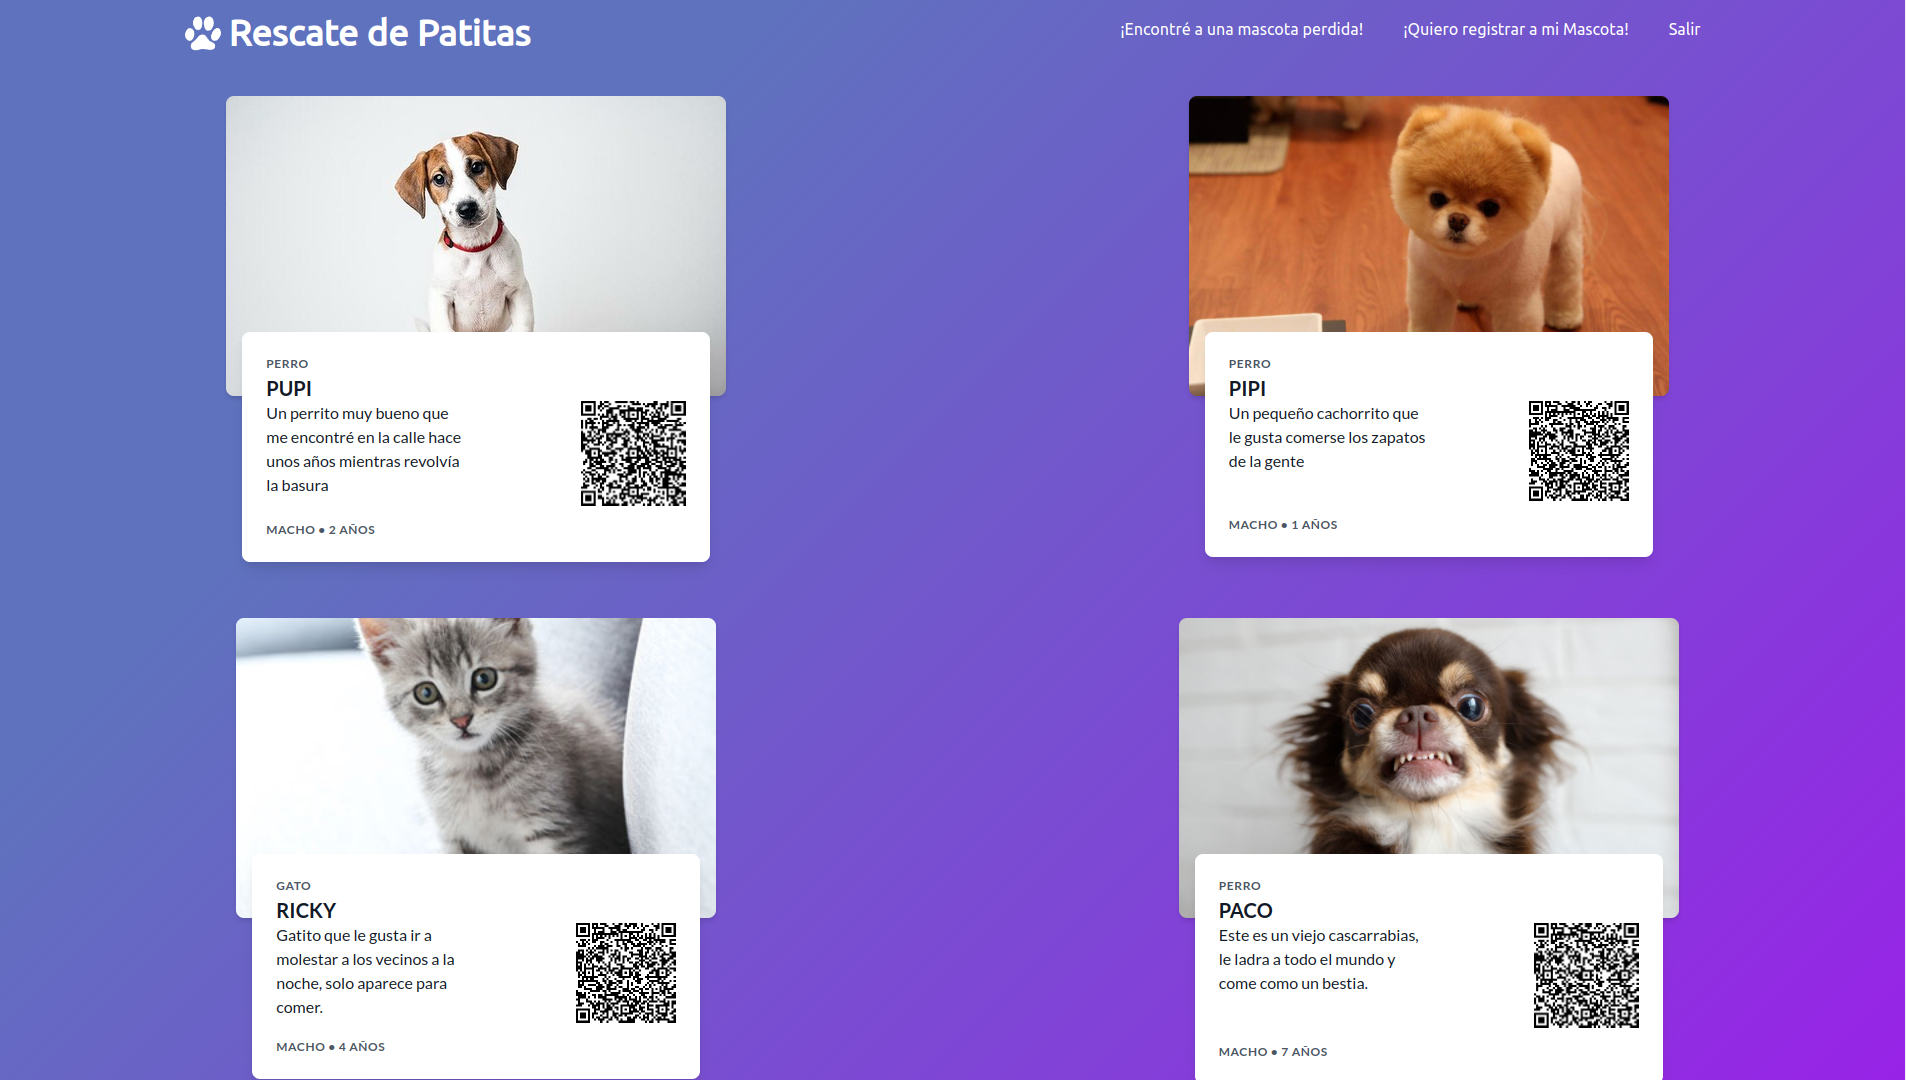 Rescate de Patitas
¡Encontré a una mascota perdida!
¡Quiero registrar a mi Mascota!
Salir
PERRO
PUPI
Un perrito muy bueno que
me encontré en la calle hace
unos años mientras revolvía
la basura
MACHO ● 2 AÑOS
PERRO
PIPI
Un pequeño cachorrito que
le gusta comerse los zapatos
de la gente
MACHO ● 1 AÑOS
GATO
RICKY
Gatito que le gusta ir a
molestar a los vecinos a la
noche, solo aparece para
comer.
MACHO ● 4 AÑOS
PERRO
PACO
Este es un viejo cascarrabias,
le ladra a todo el mundo y
come como un bestia.
MACHO ● 7 AÑOS